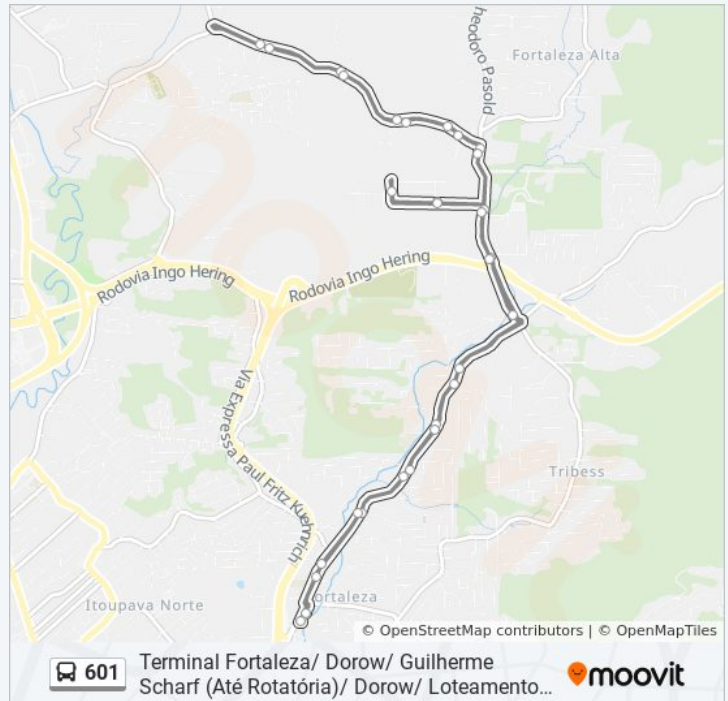 heodoro Pasold
Fortaleza Alta
Rodovia Ingo Hering
Rodovia Ingo Hering
Via Expressa Paul Fritz Kuehnrich
Tribess
Itoupava Norte
ortaleza
© OpenStreetMap contributors | © OpenMapTiles
601
Terminal Fortaleza/ Dorow/ Guilherme
Scharf (Até Rotatória)/ Dorow/ Loteamento…
moovit